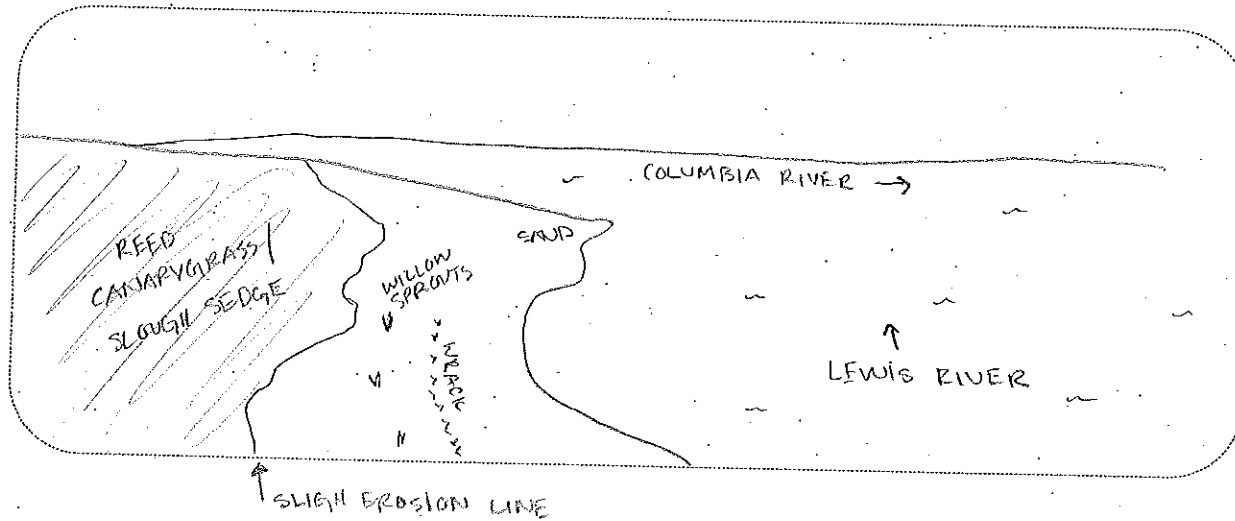 COLUMBIA RIVER →
REED
CANARYGRASS/
SLOUGH SEDGE
SAND
WILLOW
SPROUTS
WRACK
↑
LEWIS RIVER
↑ SLIGH EROSION LINE